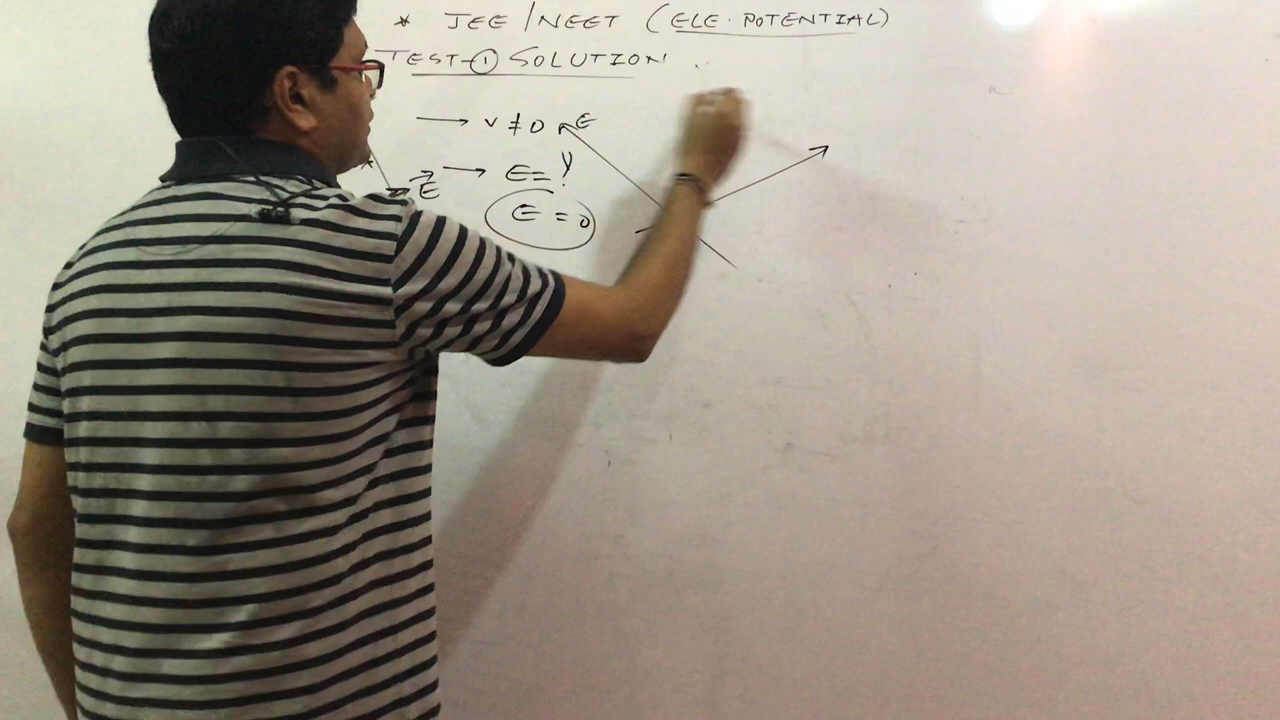 * JEE/NEET (ELE. POTENTIAL)
TEST-① SOLUTION
→ V ≠ 0 E
E → E = ?
E = 0